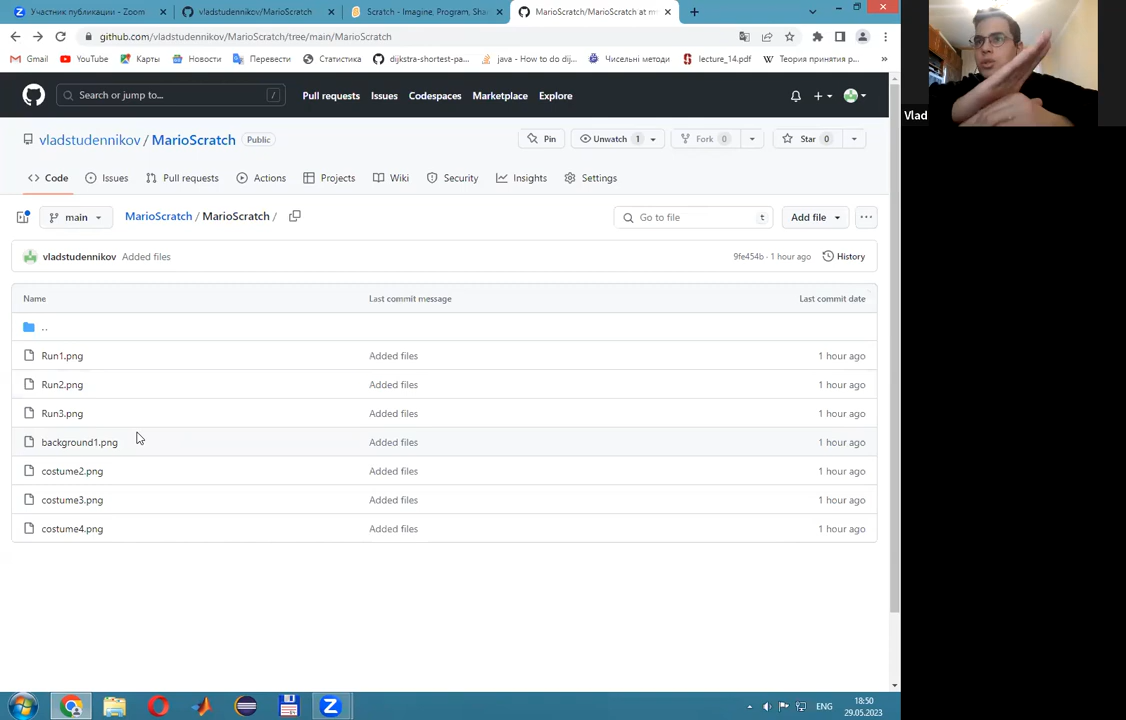 Участник публикации - Zoom
vladstudennikov/MarioScratch
Scratch - Imagine, Program, Sha
MarioScratch/MarioScratch at m
github.com/vladstudennikov/MarioScratch/tree/main/MarioScratch
Gmail
YouTube
Карты
Новости
Перевести
Статистика
dijkstra-shortest-pa...
java - How to do dij...
Чисельні методи
lecture_14.pdf
Теория принятия р...
»
Search or jump to...
/
Pull requests
Issues
Codespaces
Marketplace
Explore
Vlad
vladstudennikov / MarioScratch
Public
Pin
Unwatch 1
Fork 0
Star 0
Code
Issues
Pull requests
Actions
Projects
Wiki
Security
Insights
Settings
main
MarioScratch / MarioScratch /
Go to file
t
Add file
vladstudennikov Added files
9fe454b · 1 hour ago
History
Name
Last commit message
Last commit date
..
Run1.png
Added files
1 hour ago
Run2.png
Added files
1 hour ago
Run3.png
Added files
1 hour ago
background1.png
Added files
1 hour ago
costume2.png
Added files
1 hour ago
costume3.png
Added files
1 hour ago
costume4.png
Added files
1 hour ago
ENG
18:50
29.05.2023